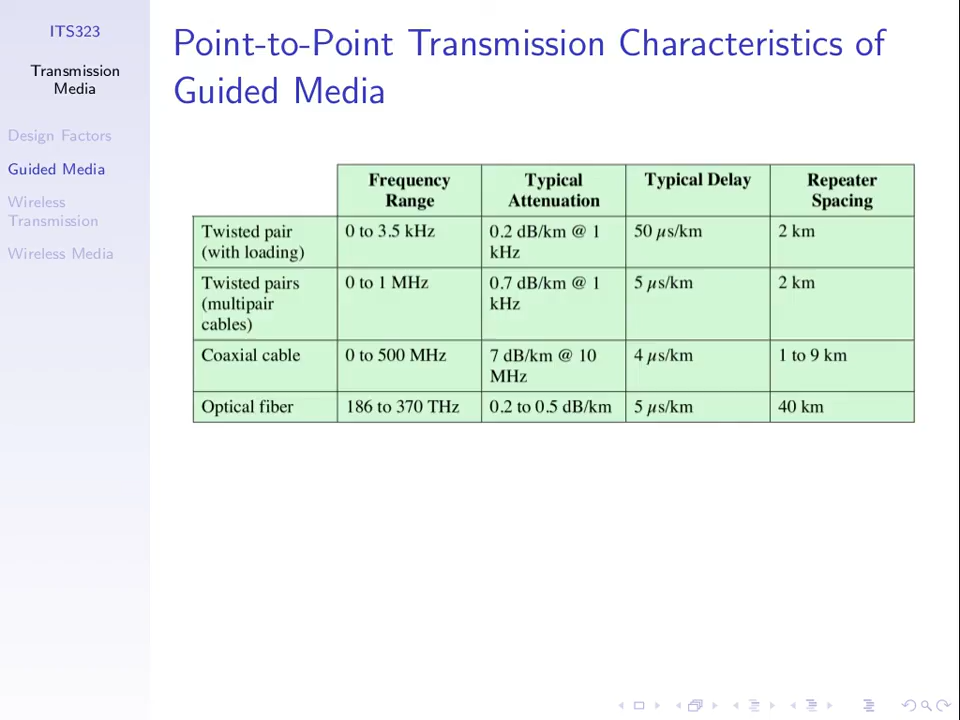 ITS323
Transmission
Media
Design Factors
Guided Media
Wireless
Transmission
Wireless Media
Point-to-Point Transmission Characteristics of
Guided Media
Frequency Range	Typical Attenuation	Typical Delay	Repeater Spacing
Twisted pair (with loading)	0 to 3.5 kHz	0.2 dB/km @ 1 kHz	50 µs/km	2 km
Twisted pairs (multipair cables)	0 to 1 MHz	0.7 dB/km @ 1 kHz	5 µs/km	2 km
Coaxial cable	0 to 500 MHz	7 dB/km @ 10 MHz	4 µs/km	1 to 9 km
Optical fiber	186 to 370 THz	0.2 to 0.5 dB/km	5 µs/km	40 km